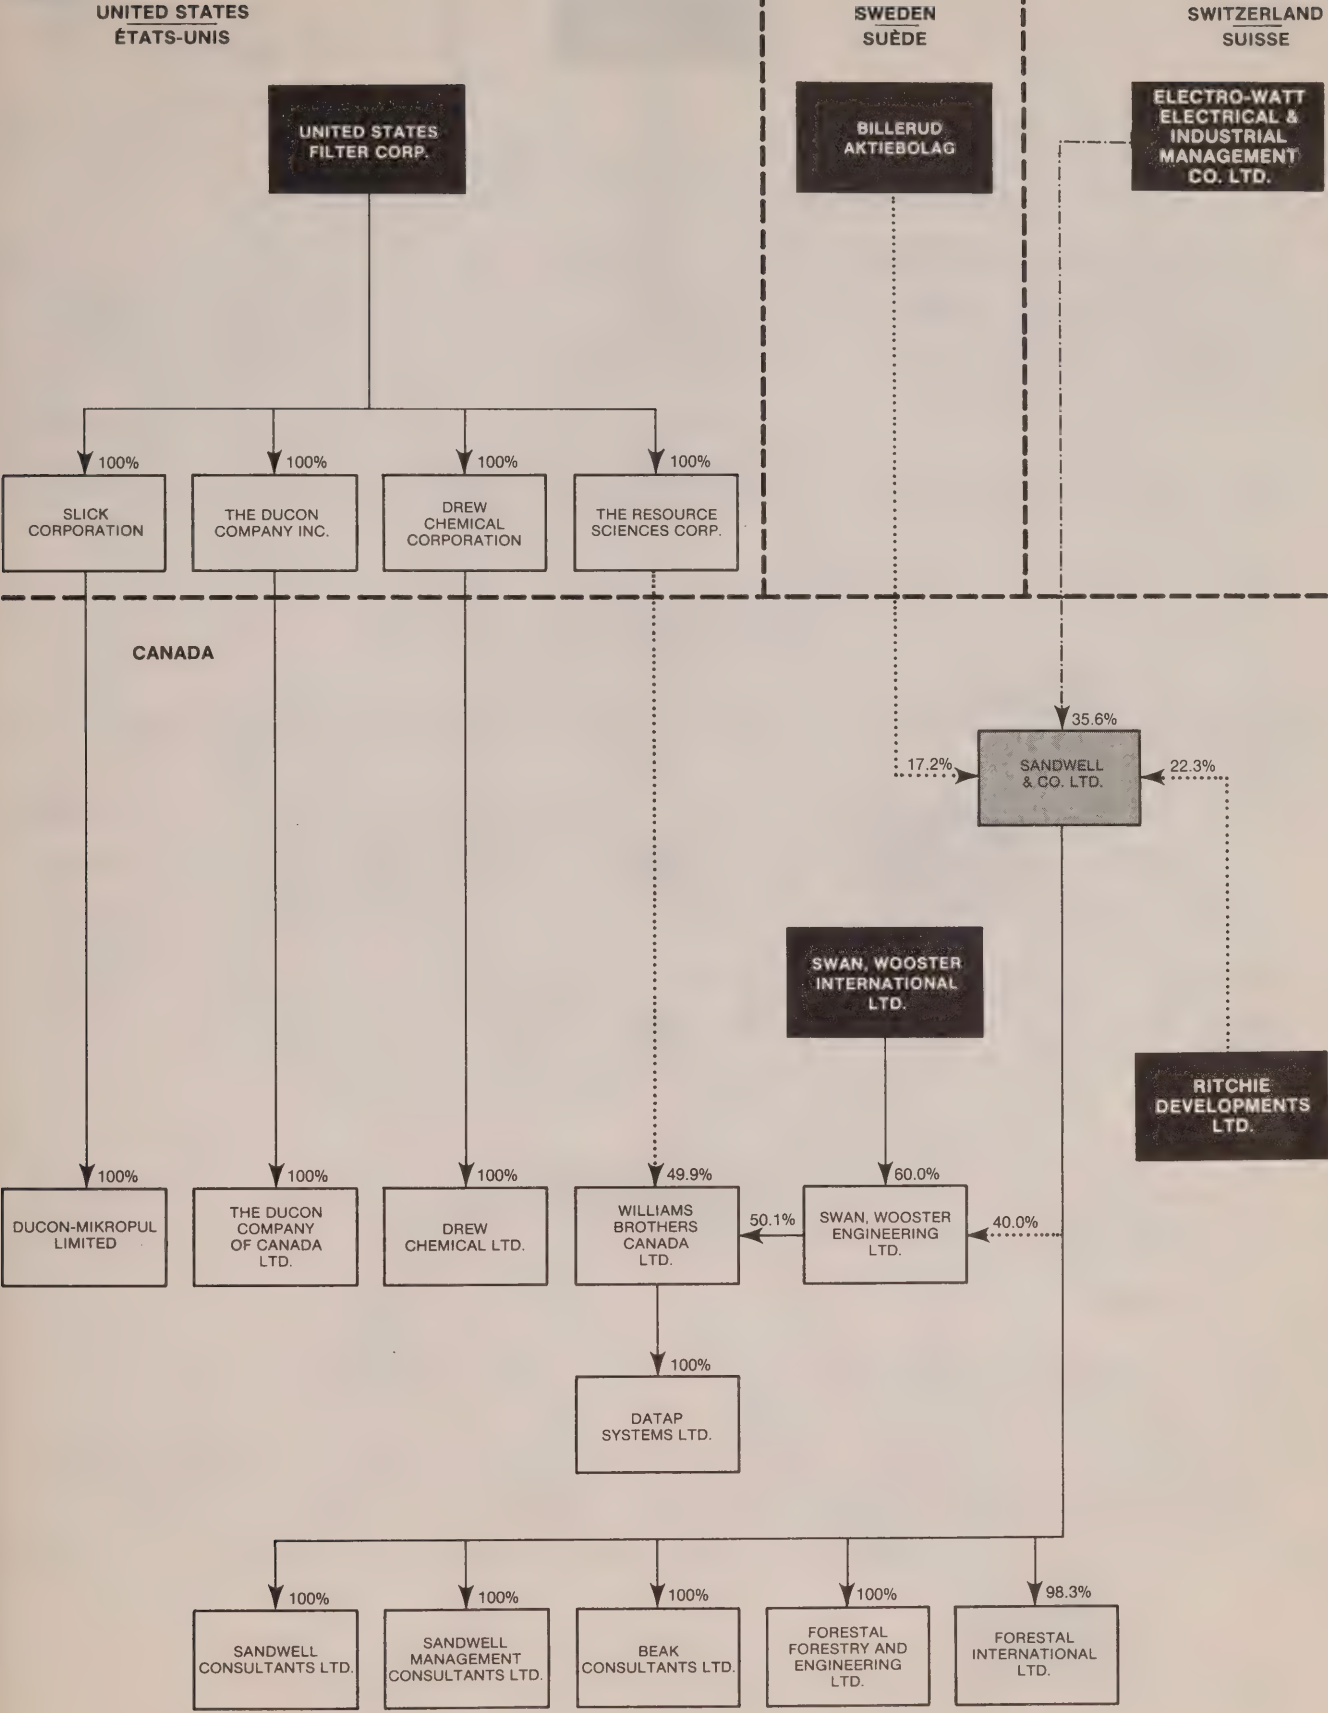 UNITED STATES
ÉTATS-UNIS
SWEDEN
SUÈDE
SWITZERLAND
SUISSE
UNITED STATES
FILTER CORP.
BILLERUD
AKTIEBOLAG
ELECTRO-WATT
ELECTRICAL &
INDUSTRIAL
MANAGEMENT
CO. LTD.
100%
100%
100%
100%
SLICK
CORPORATION
THE DUCON
COMPANY INC.
DREW
CHEMICAL
CORPORATION
THE RESOURCE
SCIENCES CORP.
CANADA
35.6%
17.2%
SANDWELL
& CO. LTD.
22.3%
SWAN, WOOSTER
INTERNATIONAL
LTD.
RITCHIE
DEVELOPMENTS
LTD.
100%
100%
100%
49.9%
60.0%
DUCON-MIKROPUL
LIMITED
THE DUCON
COMPANY
OF CANADA
LTD.
DREW
CHEMICAL LTD.
WILLIAMS
BROTHERS
CANADA
LTD.
50.1%
SWAN, WOOSTER
ENGINEERING
LTD.
40.0%
100%
DATAP
SYSTEMS LTD.
100%
100%
100%
100%
98.3%
SANDWELL
CONSULTANTS LTD.
SANDWELL
MANAGEMENT
CONSULTANTS LTD.
BEAK
CONSULTANTS LTD.
FORESTAL
FORESTRY AND
ENGINEERING
LTD.
FORESTAL
INTERNATIONAL
LTD.